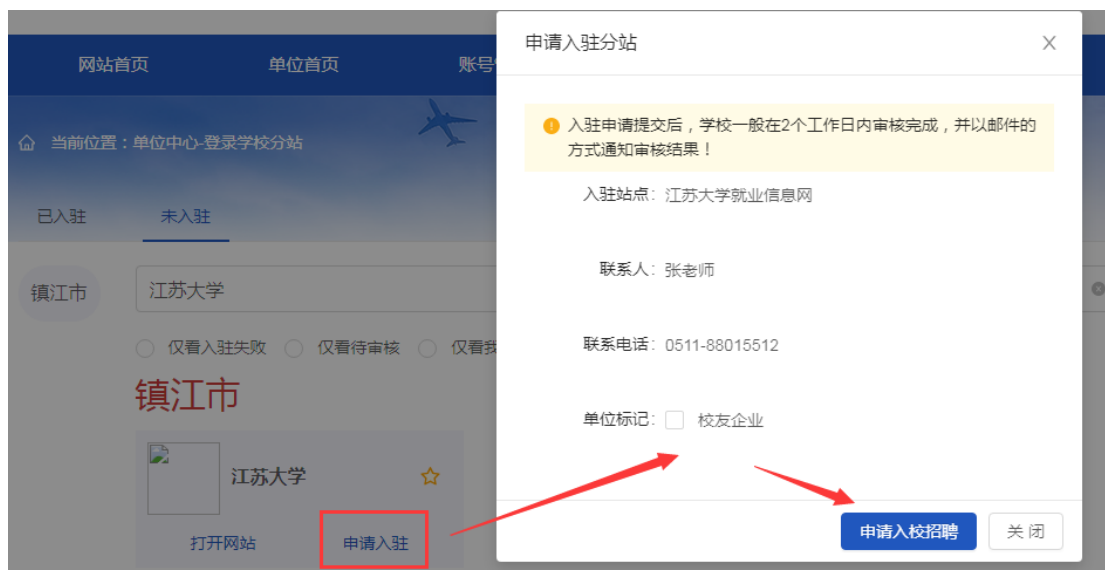 网站首页
单位首页
账号
当前位置：单位中心-登录学校分站
已入驻
未入驻
镇江市
江苏大学
仅看入驻失败
仅看待审核
仅看我
镇江市
江苏大学
打开网站
申请入驻
申请入驻分站
入驻申请提交后，学校一般在2个工作日内审核完成，并以邮件的
方式通知审核结果！
入驻站点：江苏大学就业信息网
联系人：张老师
联系电话：0511-88015512
单位标记：校友企业
申请入校招聘
关闭